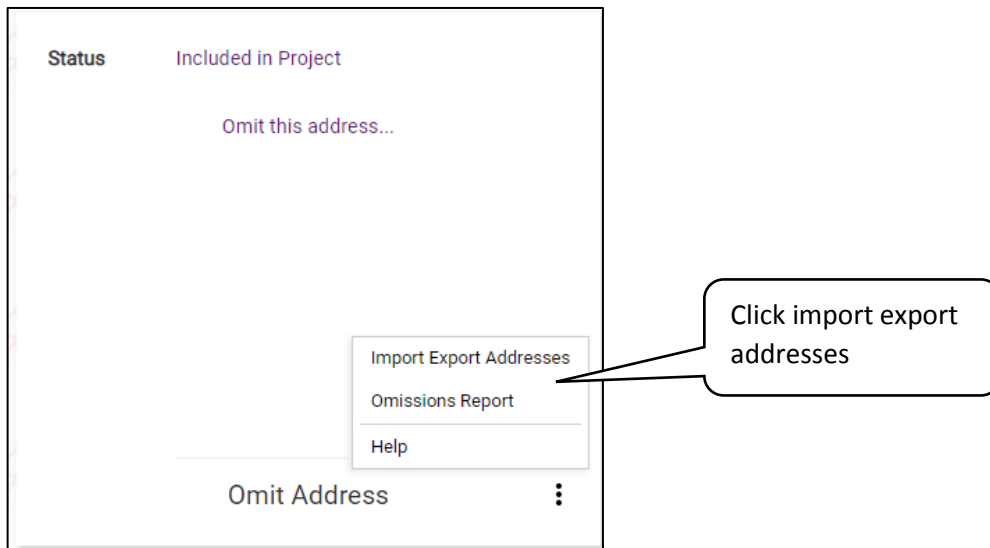 Status Included in Project
Omit this address...
Click import export
addresses
Import Export Addresses
Omissions Report
Help
Omit Address